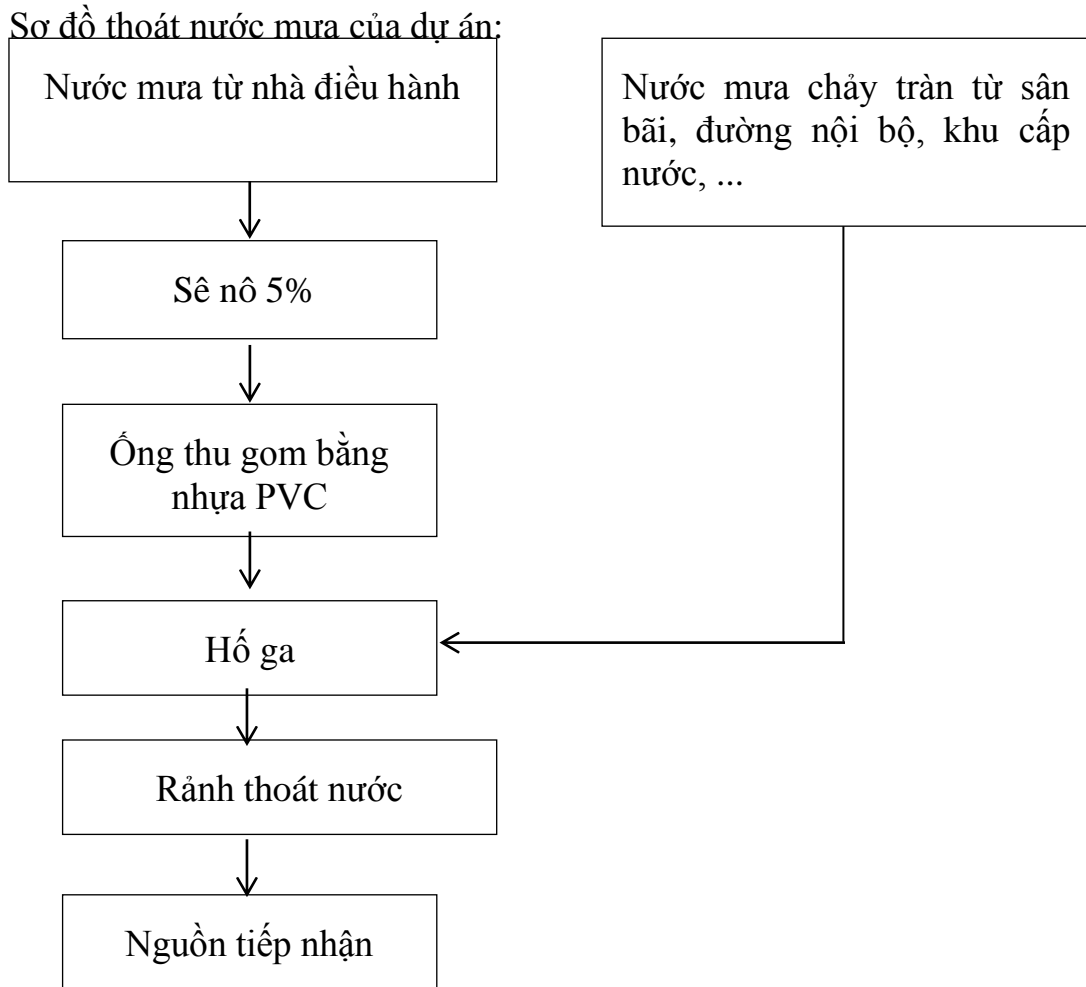 Sơ đồ thoát nước mưa của dự án:
Nước mưa từ nhà điều hành
Nước mưa chảy tràn từ sân
bãi, đường nội bộ, khu cấp
nước, ...
Sê nô 5%
Ống thu gom bằng
nhựa PVC
Hố ga
Rảnh thoát nước
Nguồn tiếp nhận